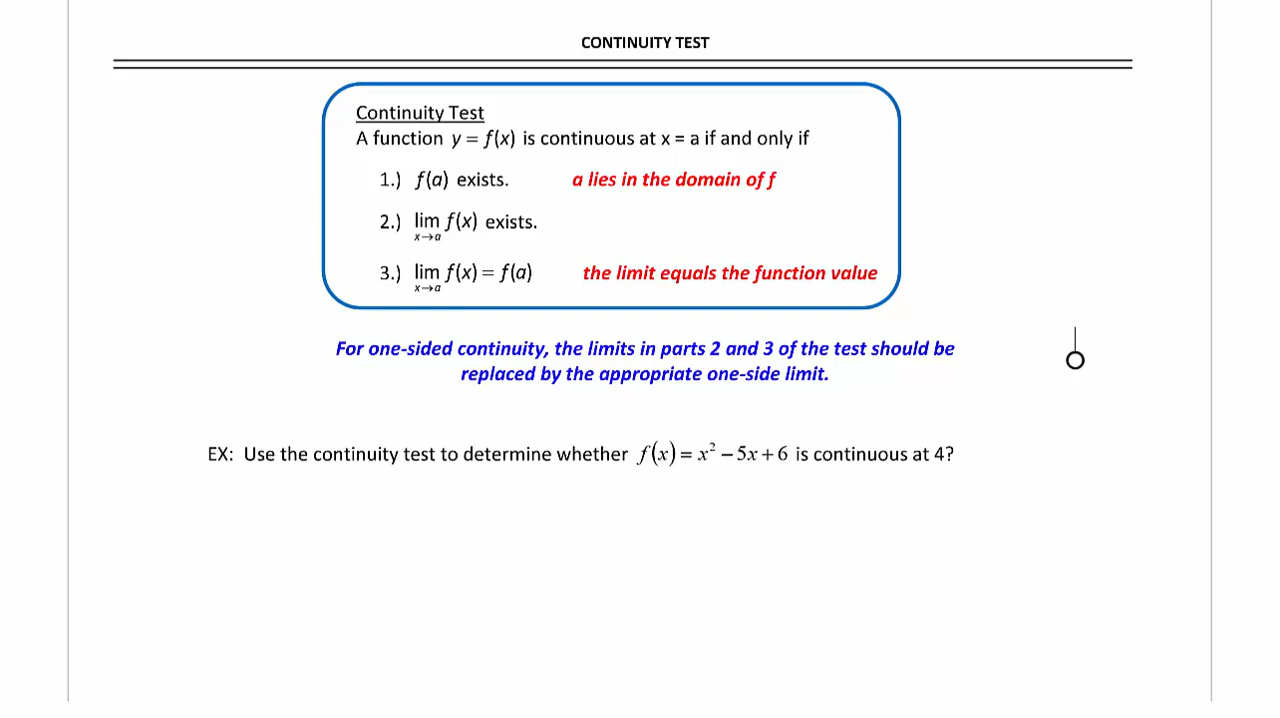 CONTINUITY TEST
Continuity Test
A function y = f(x) is continuous at x = a if and only if
1.) f(a) exists. a lies in the domain of f
2.) lim f(x) exists.
x→a
3.) lim f(x) = f(a) the limit equals the function value
x→a
For one-sided continuity, the limits in parts 2 and 3 of the test should be
replaced by the appropriate one-side limit.
EX: Use the continuity test to determine whether f(x) = x² − 5x + 6 is continuous at 4?